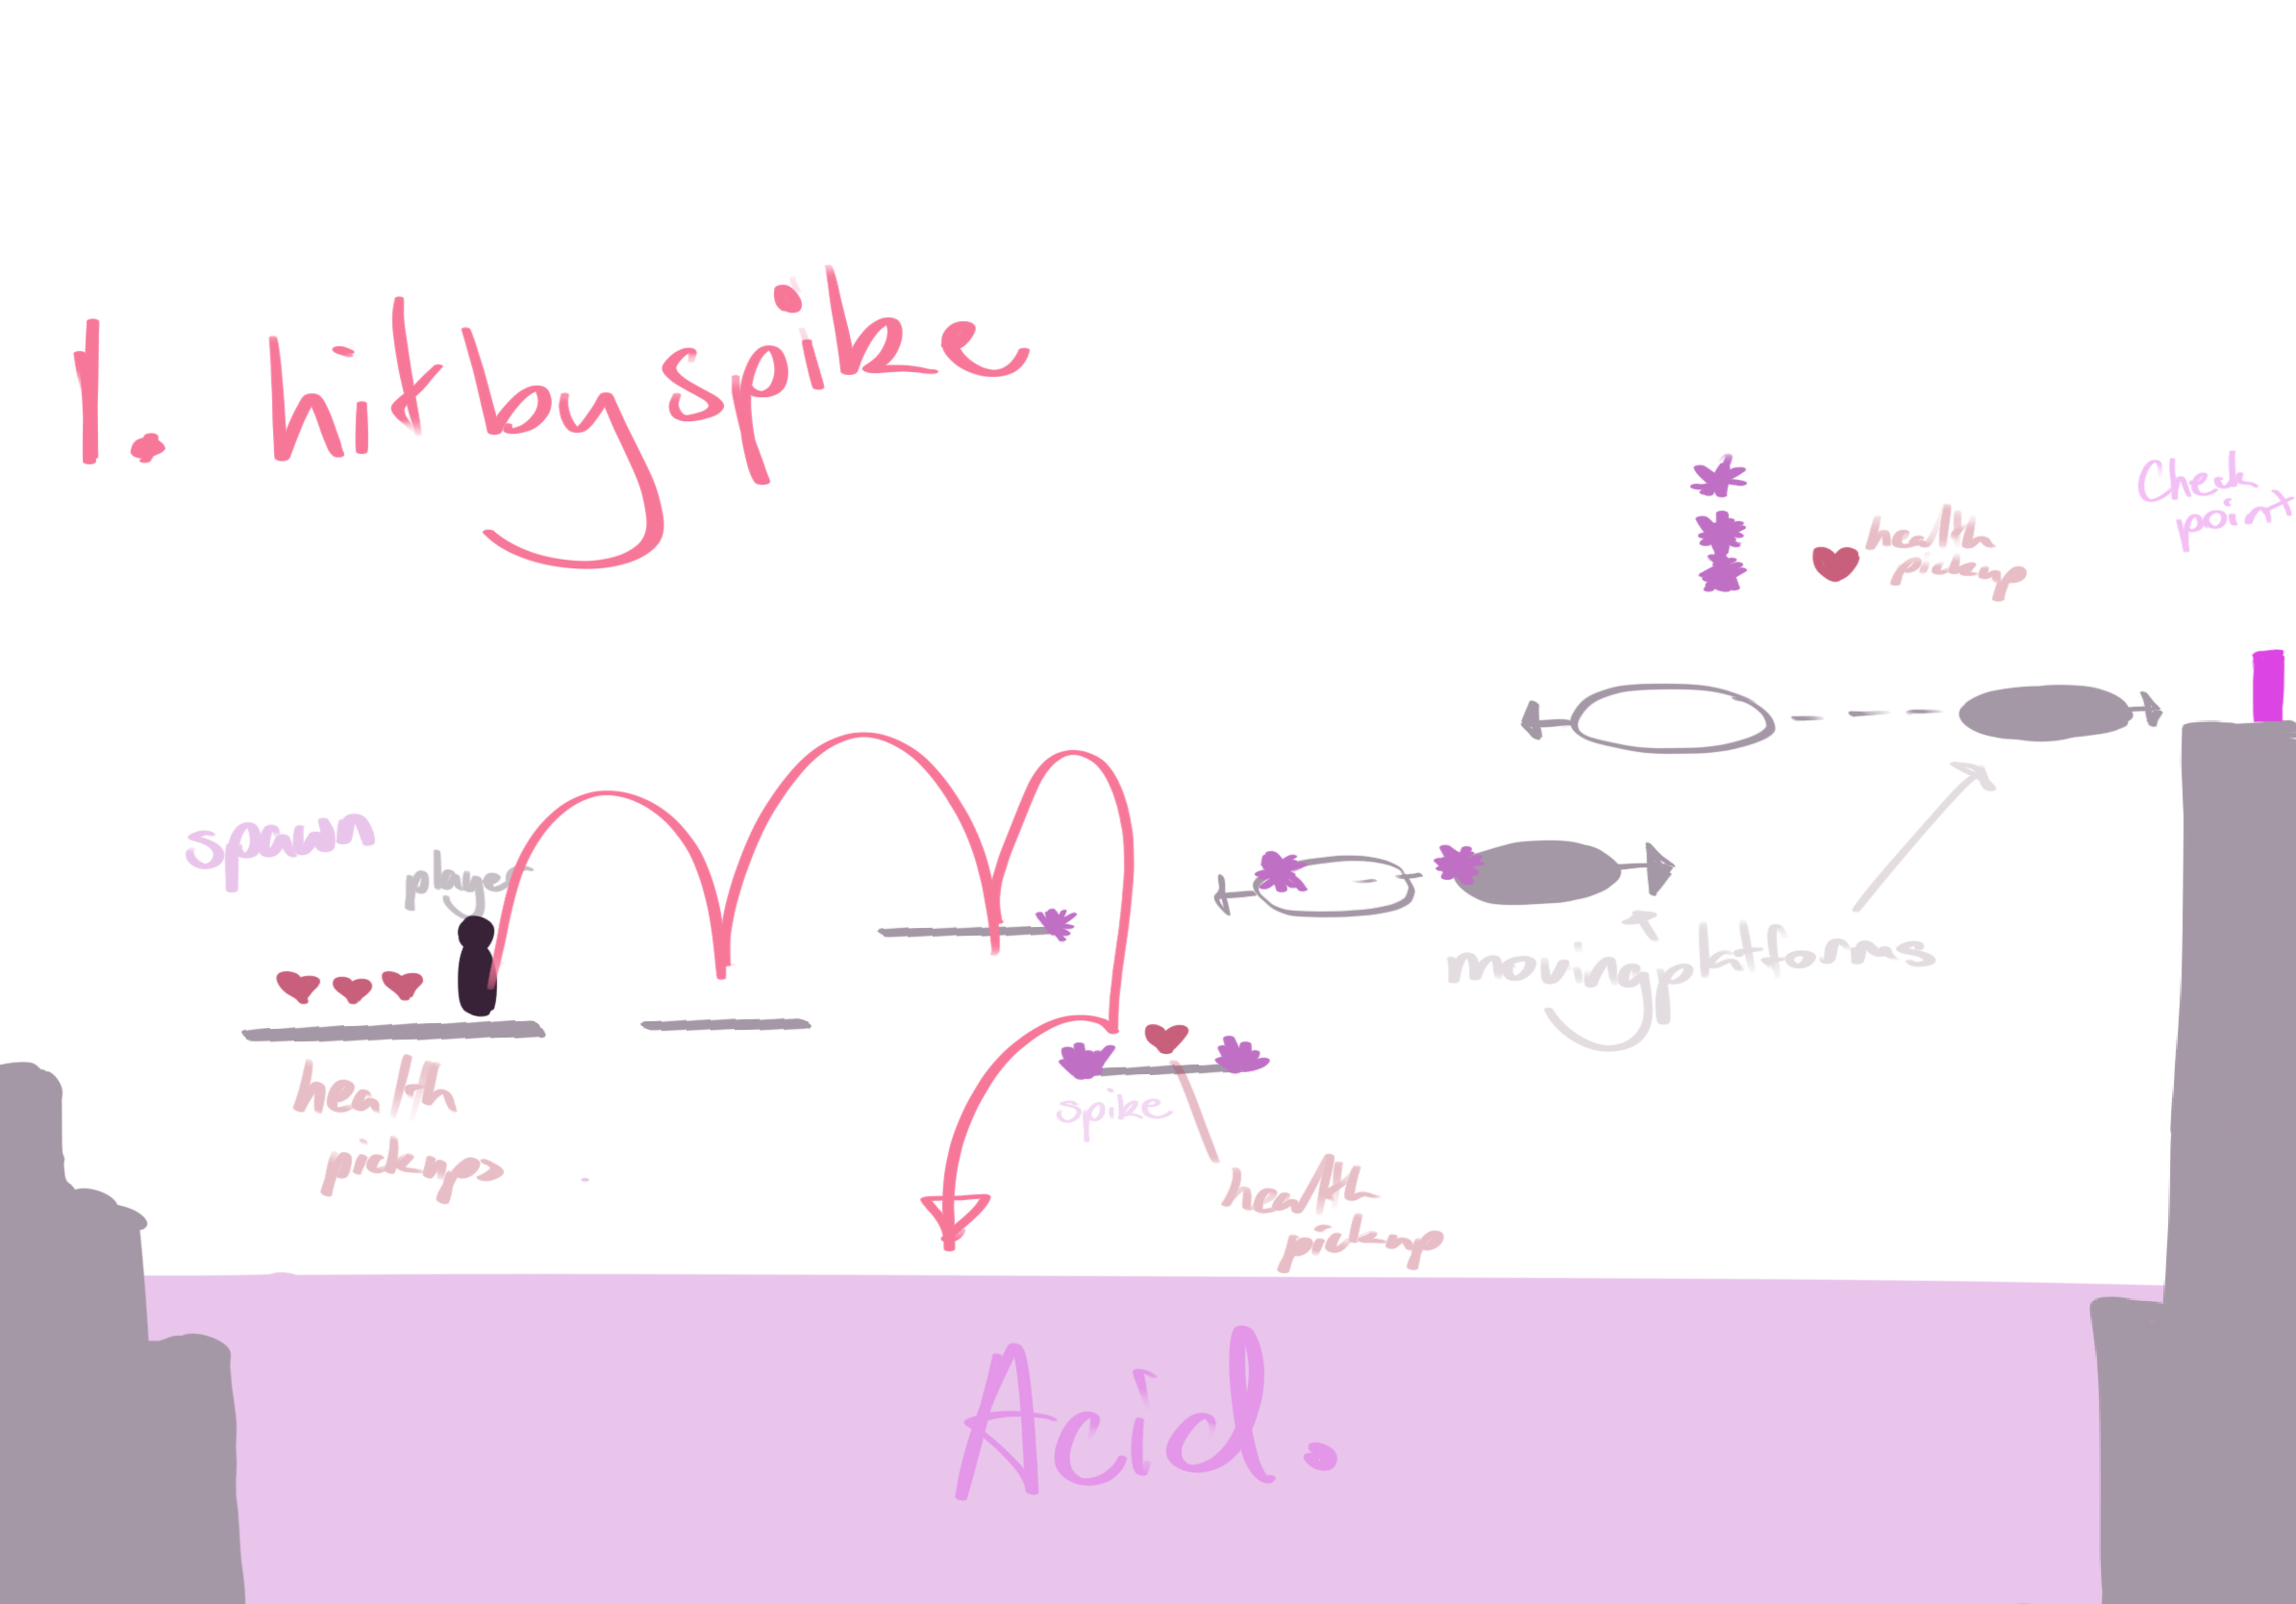 1. hit by spike
Check
point
health
pickup
spawn
player
moving platforms
health
pickups
spike
health
pickup
Acid.